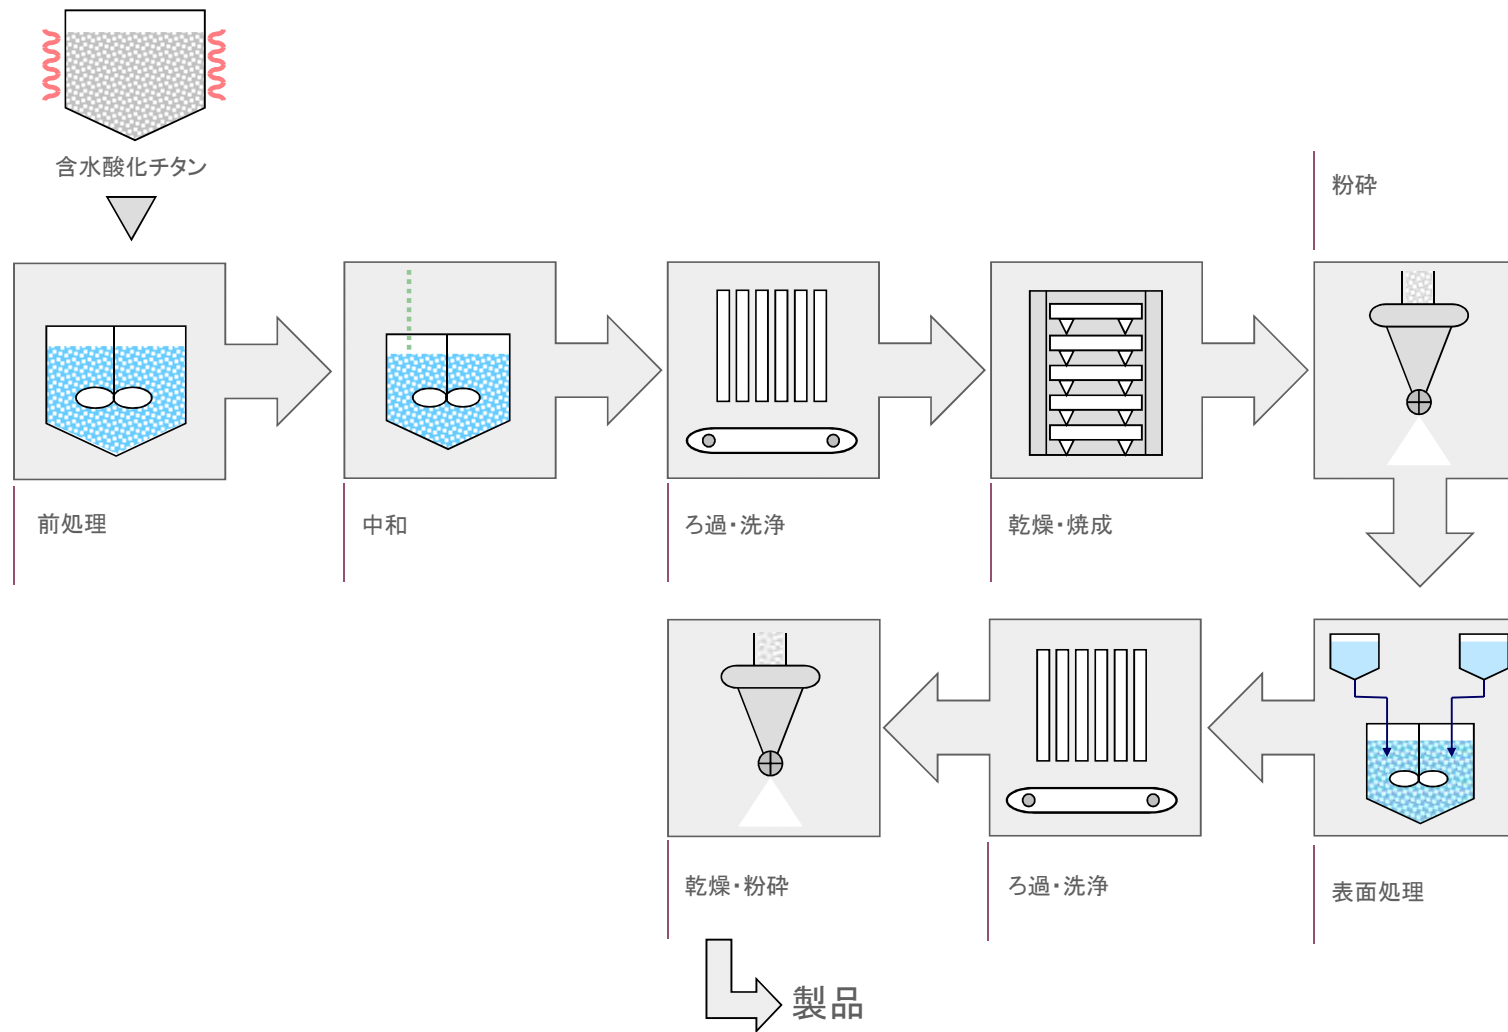 含水酸化チタン
前処理
中和
ろ過・洗浄
乾燥・焼成
粉砕
表面処理
ろ過・洗浄
乾燥・粉砕
製品